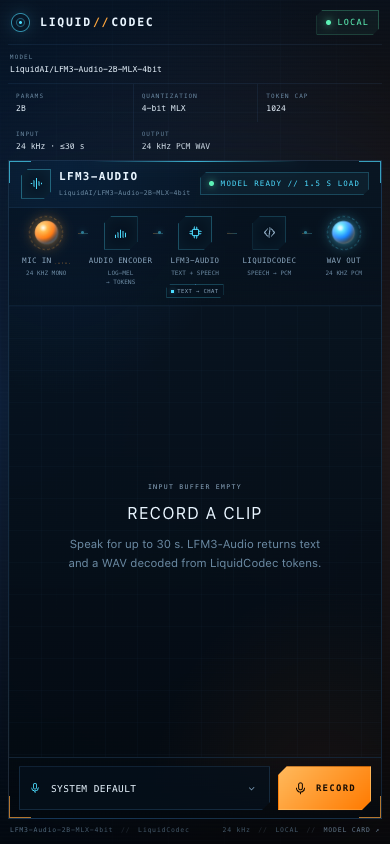 LIQUID//CODEC
LOCAL
MODEL
LiquidAI/LFM3-Audio-2B-MLX-4bit
PARAMS
2B
QUANTIZATION
4-bit MLX
TOKEN CAP
1024
INPUT
24 kHz · ≤30 s
OUTPUT
24 kHz PCM WAV
LFM3-AUDIO
LiquidAI/LFM3-Audio-2B-MLX-4bit
MODEL READY // 1.5 S LOAD
MIC IN
24 KHZ MONO
AUDIO ENCODER
LOG-MEL
→ TOKENS
LFM3-AUDIO
TEXT + SPEECH
TEXT → CHAT
LIQUIDCODEC
SPEECH → PCM
WAV OUT
24 KHZ PCM
INPUT BUFFER EMPTY
RECORD A CLIP
Speak for up to 30 s. LFM3-Audio returns text
and a WAV decoded from LiquidCodec tokens.
SYSTEM DEFAULT
RECORD
LFM3-Audio-2B-MLX-4bit // LiquidCodec
24 kHz // LOCAL // MODEL CARD ↗